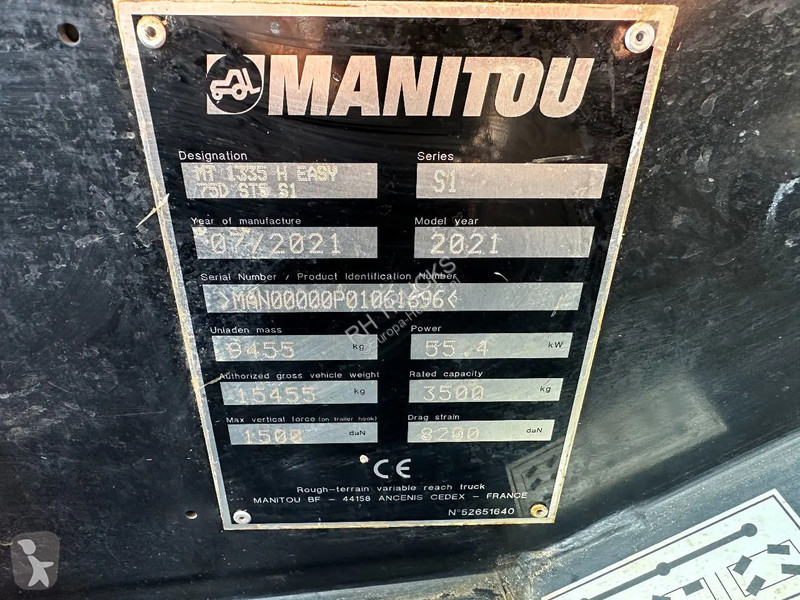 MANITOU
Designation
MT 1335 H EASY
75D ST5 S1
Series
S1
Year of manufacture
07/2021
Model year
2021
Serial Number / Product Identification Number
>MAN00000P01061696<
Unladen mass
9455 kg
Power
55.4 kW
Authorized gross vehicle weight
15455 kg
Rated capacity
3500 kg
Max vertical force (on trailer hook)
1500 daN
Drag strain
8200 daN
CE
Rough-terrain variable reach truck
MANITOU BF - 44158 ANCENIS CEDEX - FRANCE
N°52651640
PH TRUCKS